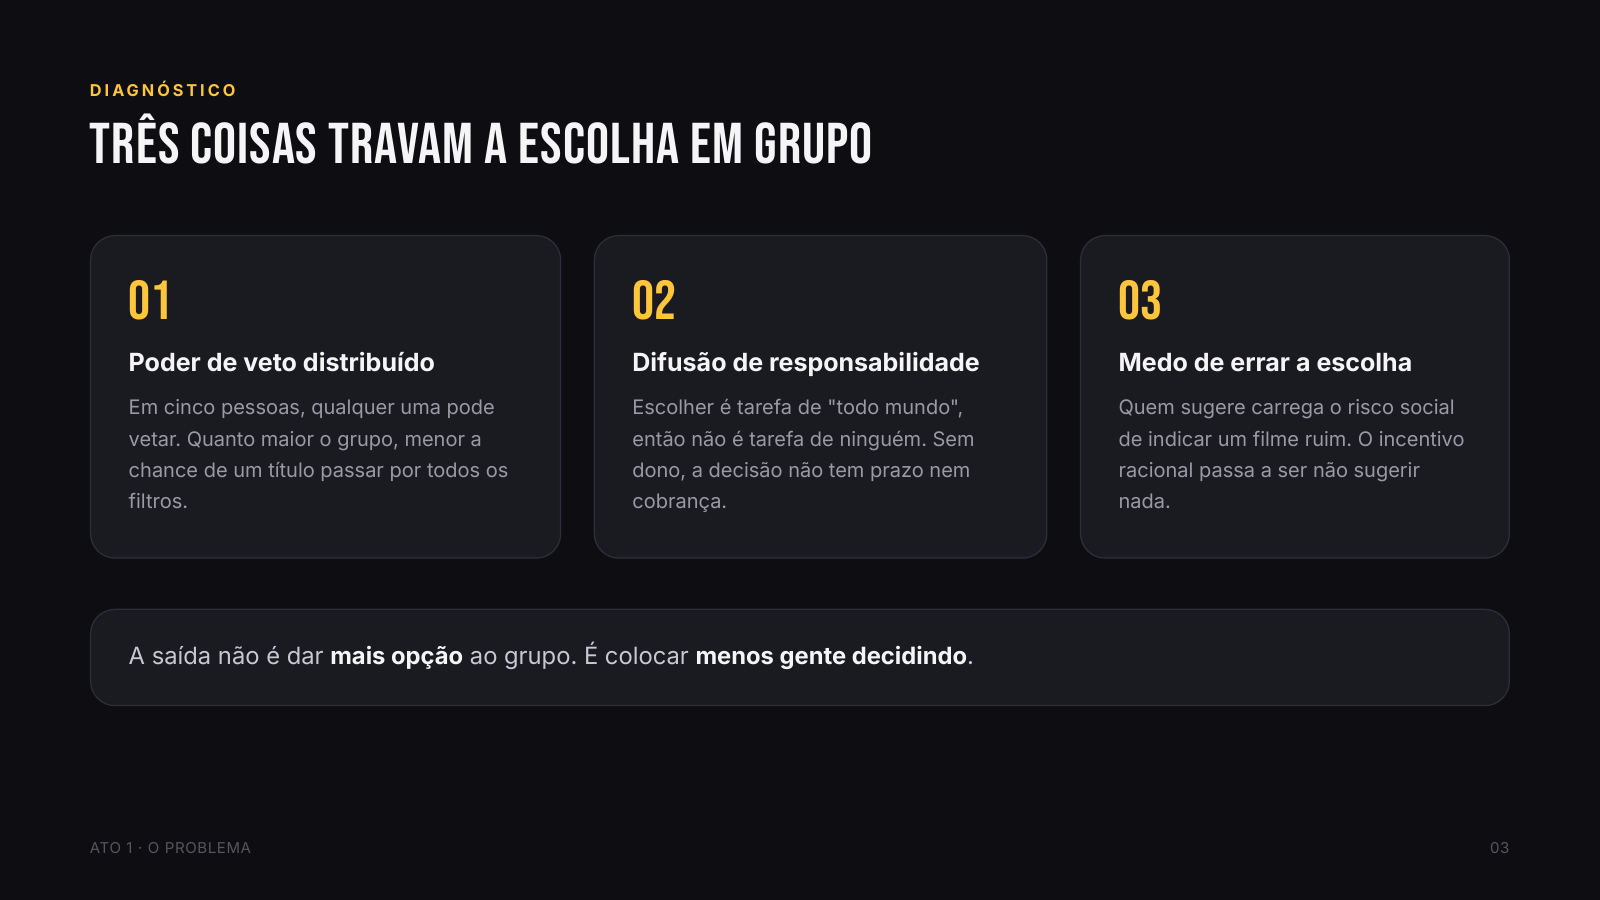 DIAGNÓSTICO
TRÊS COISAS TRAVAM A ESCOLHA EM GRUPO
01
Poder de veto distribuído
Em cinco pessoas, qualquer uma pode
vetar. Quanto maior o grupo, menor a
chance de um título passar por todos os
filtros.
02
Difusão de responsabilidade
Escolher é tarefa de "todo mundo",
então não é tarefa de ninguém. Sem
dono, a decisão não tem prazo nem
cobrança.
03
Medo de errar a escolha
Quem sugere carrega o risco social
de indicar um filme ruim. O incentivo
racional passa a ser não sugerir
nada.
A saída não é dar mais opção ao grupo. É colocar menos gente decidindo.
ATO 1 · O PROBLEMA
03